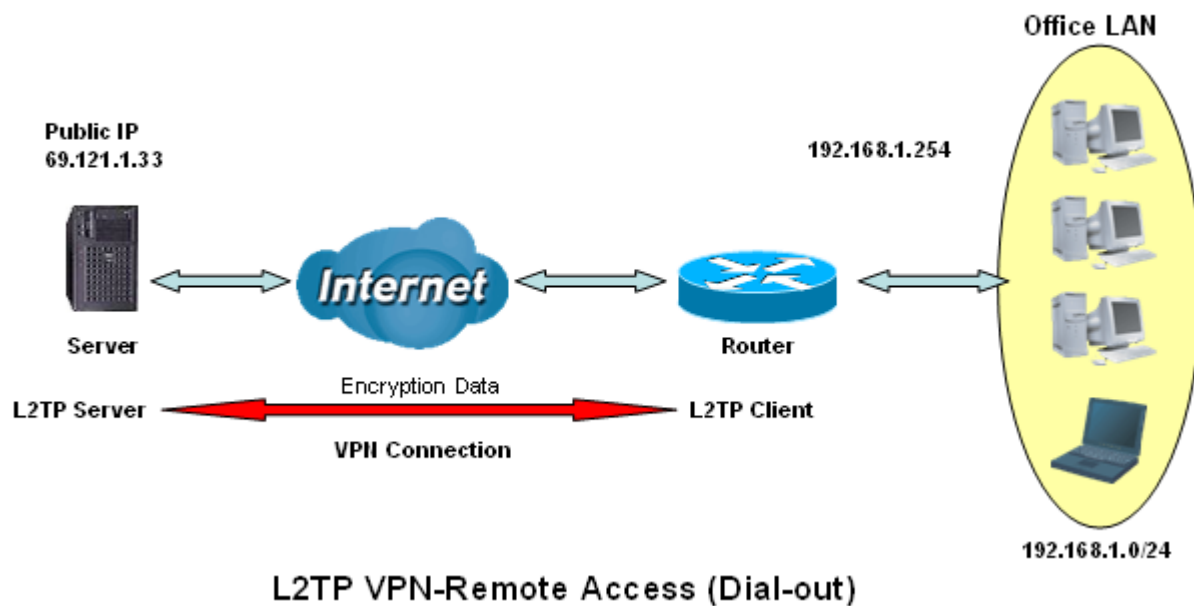 Office LAN
Public IP
69.121.1.33
192.168.1.254
Internet
Server
Router
Encryption Data
L2TP Server
L2TP Client
VPN Connection
192.168.1.0/24
L2TP VPN-Remote Access (Dial-out)